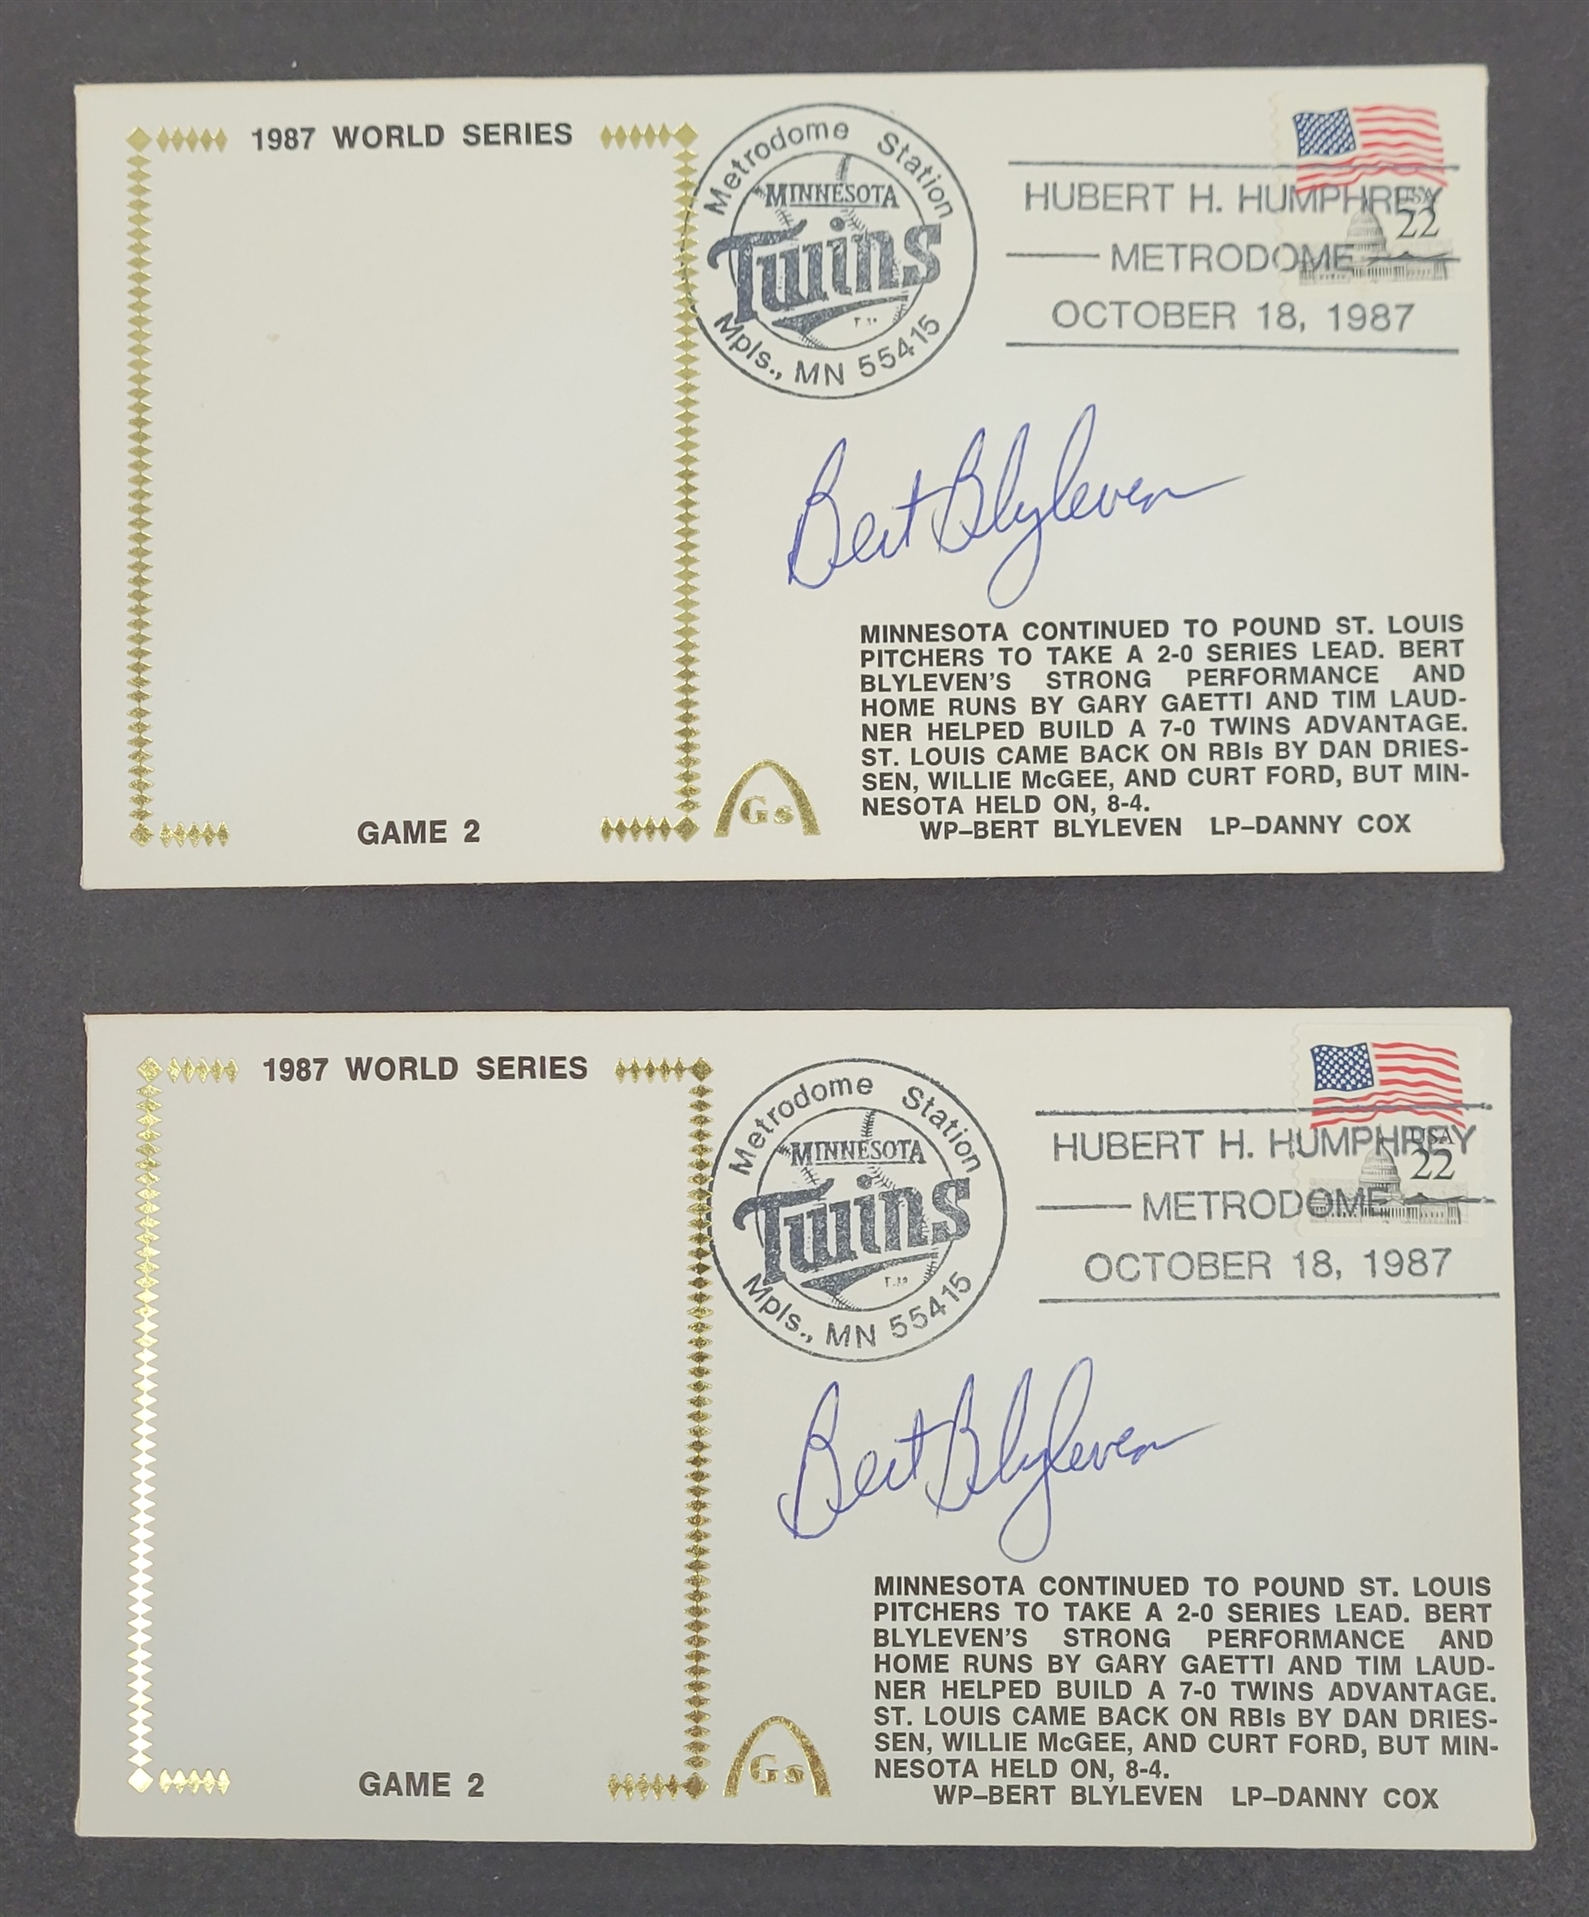 1987 WORLD SERIES
Metrodome Station
MINNESOTA
Twins
Mpls., MN 55415
USA
22
HUBERT H. HUMPHREY
METRODOME
OCTOBER 18, 1987
Bert Blyleven
MINNESOTA CONTINUED TO POUND ST. LOUIS
PITCHERS TO TAKE A 2-0 SERIES LEAD. BERT
BLYLEVEN'S STRONG PERFORMANCE AND
HOME RUNS BY GARY GAETTI AND TIM LAUD-
NER HELPED BUILD A 7-0 TWINS ADVANTAGE.
ST. LOUIS CAME BACK ON RBIs BY DAN DRIES-
SEN, WILLIE McGEE, AND CURT FORD, BUT MIN-
NESOTA HELD ON, 8-4.
WP–BERT BLYLEVEN LP–DANNY COX
Gs
GAME 2
1987 WORLD SERIES
Metrodome Station
MINNESOTA
Twins
Mpls., MN 55415
USA
22
HUBERT H. HUMPHREY
METRODOME
OCTOBER 18, 1987
Bert Blyleven
MINNESOTA CONTINUED TO POUND ST. LOUIS
PITCHERS TO TAKE A 2-0 SERIES LEAD. BERT
BLYLEVEN'S STRONG PERFORMANCE AND
HOME RUNS BY GARY GAETTI AND TIM LAUD-
NER HELPED BUILD A 7-0 TWINS ADVANTAGE.
ST. LOUIS CAME BACK ON RBIs BY DAN DRIES-
SEN, WILLIE McGEE, AND CURT FORD, BUT MIN-
NESOTA HELD ON, 8-4.
WP–BERT BLYLEVEN LP–DANNY COX
Gs
GAME 2